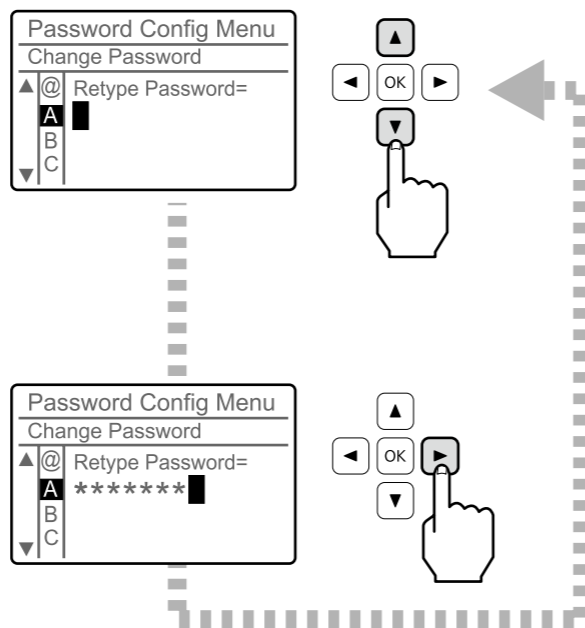 Password Config Menu
Change Password
@ Retype Password=
A
B
C
OK
Password Config Menu
Change Password
@ Retype Password=
A *******
B
C
OK